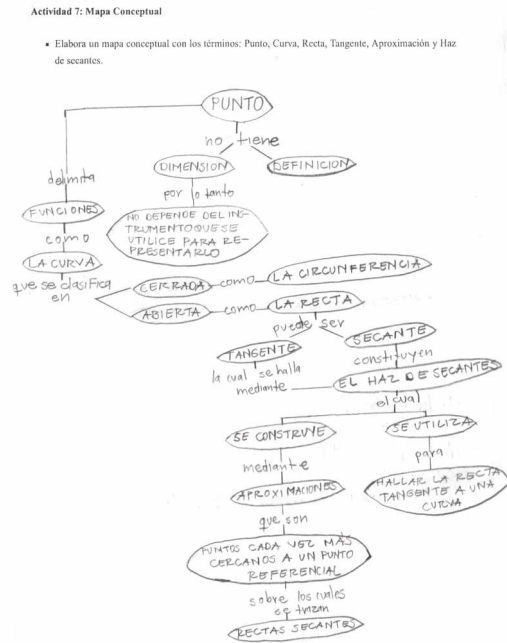 Actividad 7: Mapa Conceptual
Elabora un mapa conceptual con los términos: Punto, Curva, Recta, Tangente, Aproximación y Haz
de secantes.
PUNTO
no tiene
DIMENSION
DEFINICION
delimita
por lo tanto
FUNCIONES
NO DEPENDE DEL INS-
TRUMENTO QUE SE
UTILICE PARA RE-
PRESENTARLO
como
LA CURVA
que se clasifica
en
CERRADA como LA CIRCUNFERENCIA
ABIERTA como LA RECTA
puede ser
TANGENTE
SECANTE
la cual se halla
mediante
constituyen
EL HAZ DE SECANTES
el cual
SE CONSTRUYE
SE UTILIZA
mediante
para
APROXIMACIONES
HALLAR LA RECTA
TANGENTE A UNA
CURVA
que son
PUNTOS CADA VEZ MÁS
CERCANOS A UN PUNTO
REFERENCIAL
sobre los cuales
se trazan
RECTAS SECANTES